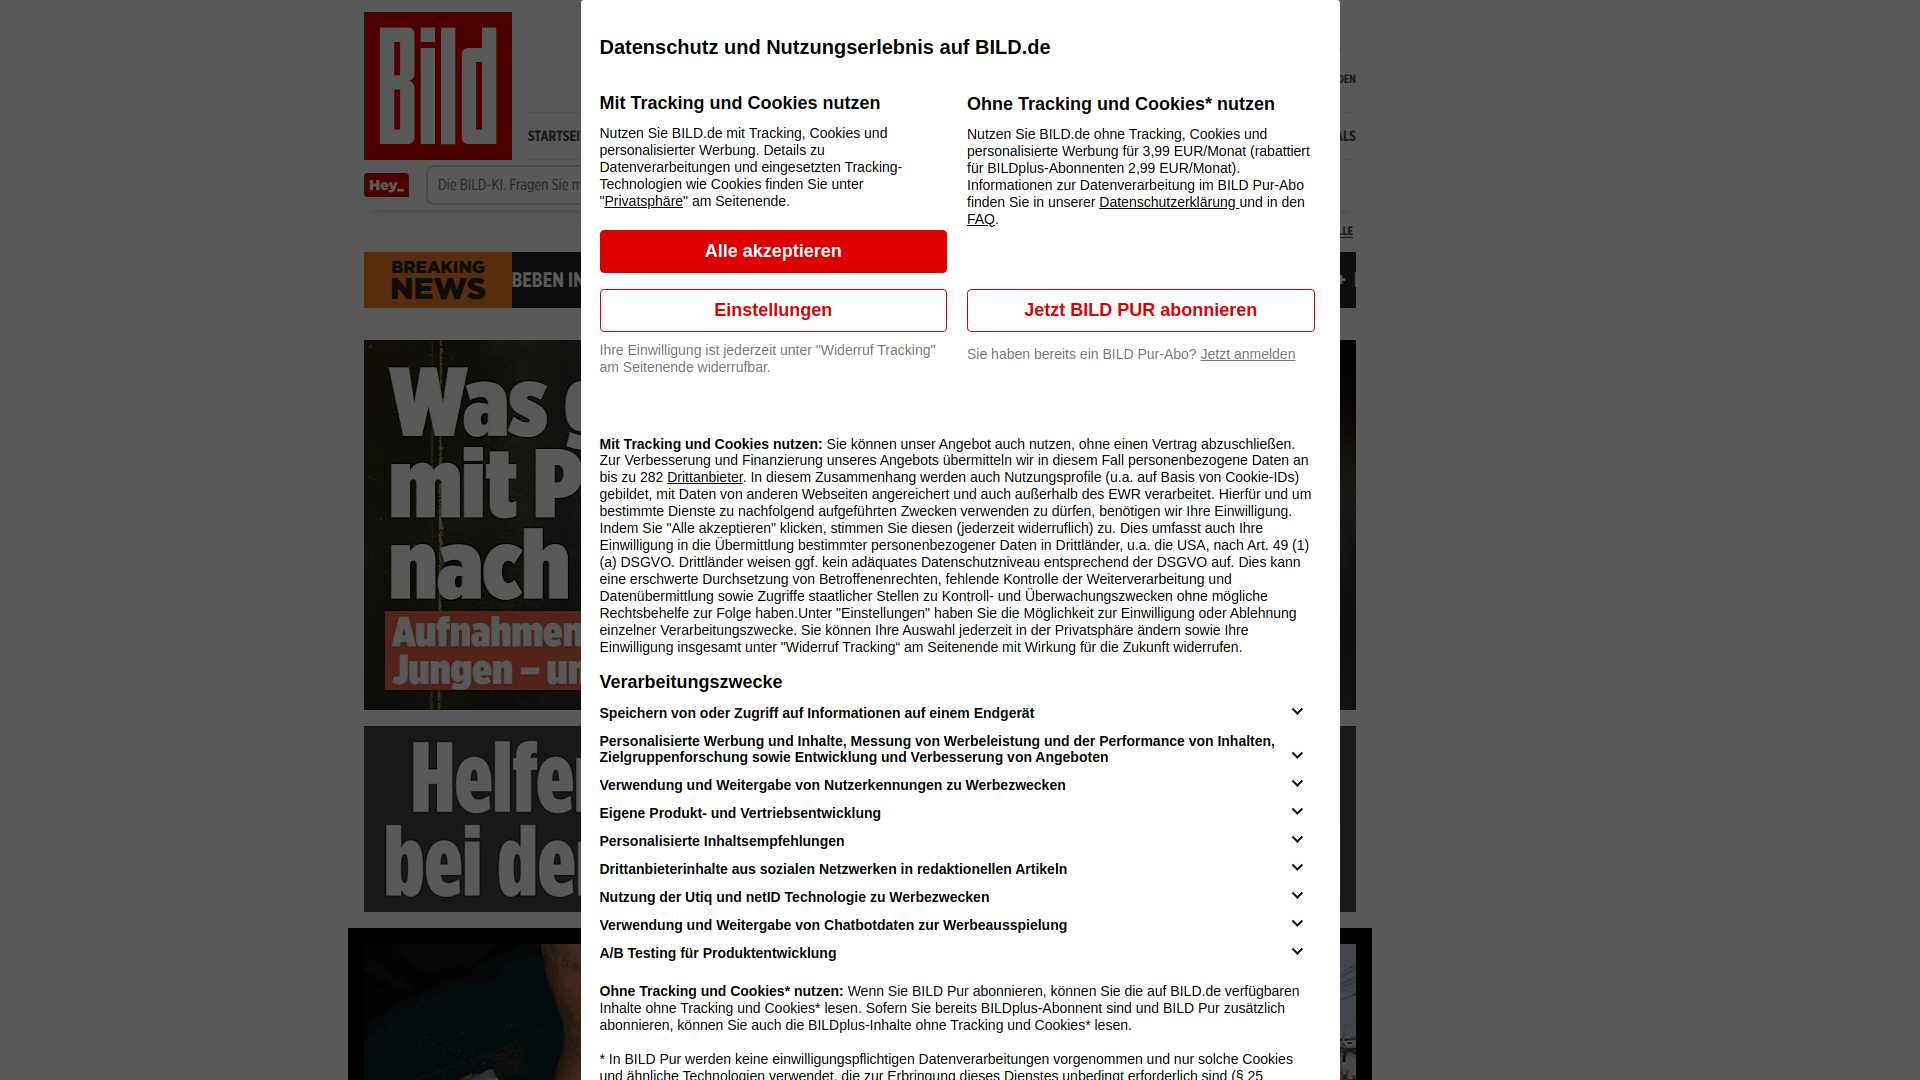 Bild
Datenschutz und Nutzungserlebnis auf BILD.de
DEN
STARTSEI
ALS
Hey_
Die BILD-KI. Fragen Sie m
LLE
BREAKING
NEWS
BEBEN IN
Mit Tracking und Cookies nutzen
Nutzen Sie BILD.de mit Tracking, Cookies und
personalisierter Werbung. Details zu
Datenverarbeitungen und eingesetzten Tracking-
Technologien wie Cookies finden Sie unter
"Privatsphäre" am Seitenende.
Alle akzeptieren
Einstellungen
Ihre Einwilligung ist jederzeit unter "Widerruf Tracking"
am Seitenende widerrufbar.
Ohne Tracking und Cookies* nutzen
Nutzen Sie BILD.de ohne Tracking, Cookies und
personalisierte Werbung für 3,99 EUR/Monat (rabattiert
für BILDplus-Abonnenten 2,99 EUR/Monat).
Informationen zur Datenverarbeitung im BILD Pur-Abo
finden Sie in unserer Datenschutzerklärung und in den
FAQ.
Jetzt BILD PUR abonnieren
Sie haben bereits ein BILD Pur-Abo? Jetzt anmelden
Was g
mit P
nach
Aufnahmen
Jungen – un
Helfer
bei der
Mit Tracking und Cookies nutzen: Sie können unser Angebot auch nutzen, ohne einen Vertrag abzuschließen.
Zur Verbesserung und Finanzierung unseres Angebots übermitteln wir in diesem Fall personenbezogene Daten an
bis zu 282 Drittanbieter. In diesem Zusammenhang werden auch Nutzungsprofile (u.a. auf Basis von Cookie-IDs)
gebildet, mit Daten von anderen Webseiten angereichert und auch außerhalb des EWR verarbeitet. Hierfür und um
bestimmte Dienste zu nachfolgend aufgeführten Zwecken verwenden zu dürfen, benötigen wir Ihre Einwilligung.
Indem Sie "Alle akzeptieren" klicken, stimmen Sie diesen (jederzeit widerruflich) zu. Dies umfasst auch Ihre
Einwilligung in die Übermittlung bestimmter personenbezogener Daten in Drittländer, u.a. die USA, nach Art. 49 (1)
(a) DSGVO. Drittländer weisen ggf. kein adäquates Datenschutzniveau entsprechend der DSGVO auf. Dies kann
eine erschwerte Durchsetzung von Betroffenenrechten, fehlende Kontrolle der Weiterverarbeitung und
Datenübermittlung sowie Zugriffe staatlicher Stellen zu Kontroll- und Überwachungszwecken ohne mögliche
Rechtsbehelfe zur Folge haben.Unter "Einstellungen" haben Sie die Möglichkeit zur Einwilligung oder Ablehnung
einzelner Verarbeitungszwecke. Sie können Ihre Auswahl jederzeit in der Privatsphäre ändern sowie Ihre
Einwilligung insgesamt unter "Widerruf Tracking" am Seitenende mit Wirkung für die Zukunft widerrufen.
Verarbeitungszwecke
Speichern von oder Zugriff auf Informationen auf einem Endgerät
Personalisierte Werbung und Inhalte, Messung von Werbeleistung und der Performance von Inhalten,
Zielgruppenforschung sowie Entwicklung und Verbesserung von Angeboten
Verwendung und Weitergabe von Nutzerkennungen zu Werbezwecken
Eigene Produkt- und Vertriebsentwicklung
Personalisierte Inhaltsempfehlungen
Drittanbieterinhalte aus sozialen Netzwerken in redaktionellen Artikeln
Nutzung der Utiq und netID Technologie zu Werbezwecken
Verwendung und Weitergabe von Chatbotdaten zur Werbeausspielung
A/B Testing für Produktentwicklung
Ohne Tracking und Cookies* nutzen: Wenn Sie BILD Pur abonnieren, können Sie die auf BILD.de verfügbaren
Inhalte ohne Tracking und Cookies* lesen. Sofern Sie bereits BILDplus-Abonnent sind und BILD Pur zusätzlich
abonnieren, können Sie auch die BILDplus-Inhalte ohne Tracking und Cookies* lesen.
* In BILD Pur werden keine einwilligungspflichtigen Datenverarbeitungen vorgenommen und nur solche Cookies
und ähnliche Technologien verwendet, die zur Erbringung dieses Dienstes unbedingt erforderlich sind (§ 25